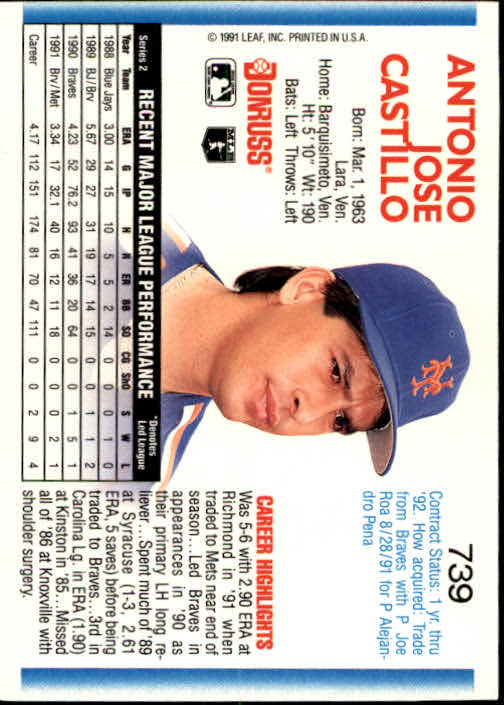 ANTONIO
JOSE
CASTILLO
739
Born: Mar. 1, 1963
Lara, Ven.
Home: Barquisimeto, Ven.
Ht: 5' 10" Wt: 190
Bats: Left Throws: Left
MLB
DONRUSS®
© 1991 LEAF, INC. PRINTED IN U.S.A.
NY
Contract Status: 1 yr. thru
'92. How acquired: Trade
from Braves with P Joe
Roa 8/28/91 for P Alejan-
dro Pena
CAREER HIGHLIGHTS
Was 5-6 with 2.90 ERA at
Richmond in '91 when
traded to Mets near end of
season...Led Braves in
appearances in '90 as
their primary LH long re-
liever...Spent much of '89
at Syracuse (1-3, 2.61
ERA, 5 saves) before being
traded to Braves...3rd in
Carolina Lg. in ERA (1.90)
at Kinston in '85...Missed
all of '86 at Knoxville with
shoulder surgery.
Series 2 RECENT MAJOR LEAGUE PERFORMANCE *Denotes
Led League
Year Team ERA G IP H R ER BB SO CG ShO S W L
1988 Blue Jays 3.00 14 15 10 5 5 2 14 0 0 0 1 0
1989 BJ/Brv 5.67 29 27 31 19 17 14 15 0 0 1 1 2
1990 Braves 4.23 52 76.2 93 41 36 20 64 0 0 1 5 1
1991 Brv/Met 3.34 17 32.1 40 16 12 11 18 0 0 0 2 1
Career 4.17 112 151 174 81 70 47 111 0 0 2 9 4